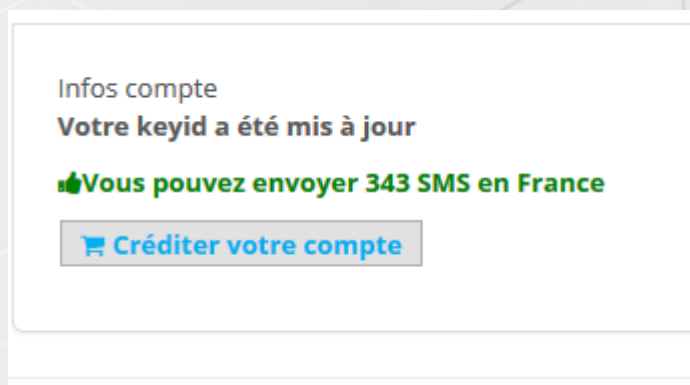 Infos compte
Votre keyid a été mis à jour
Vous pouvez envoyer 343 SMS en France
Créditer votre compte